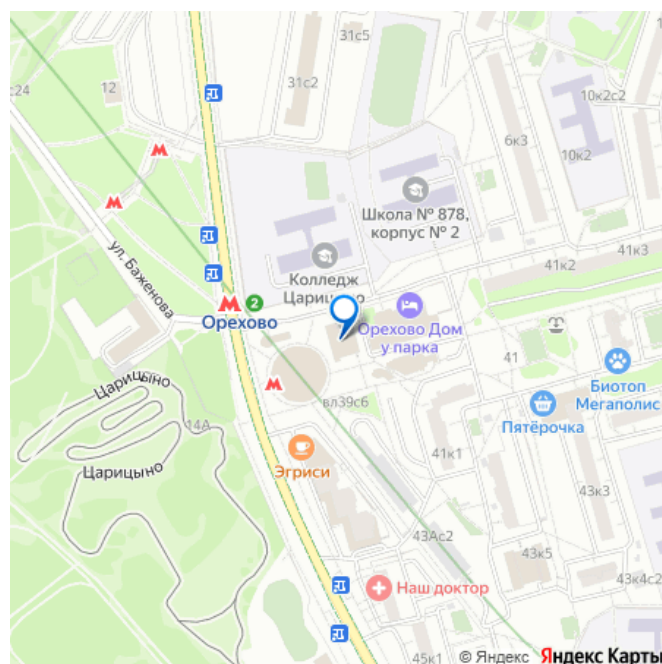 31с5
31с2
с24
12
10к2с2
6к3
10к2
Школа № 878,
корпус № 2
ул. Баженова
Колледж
Царицыно
41к3
41к2
2
Орехово
Орехово Дом
у парка
41
Биотоп
Мегаполис
Царицыно
вл39с6
14А
Пятёрочка
Царицыно
Эгриси
41к1
43к3
43Ас2
43к5
Наш доктор
43к4с2
45к1
© Яндекс Яндекс Карты